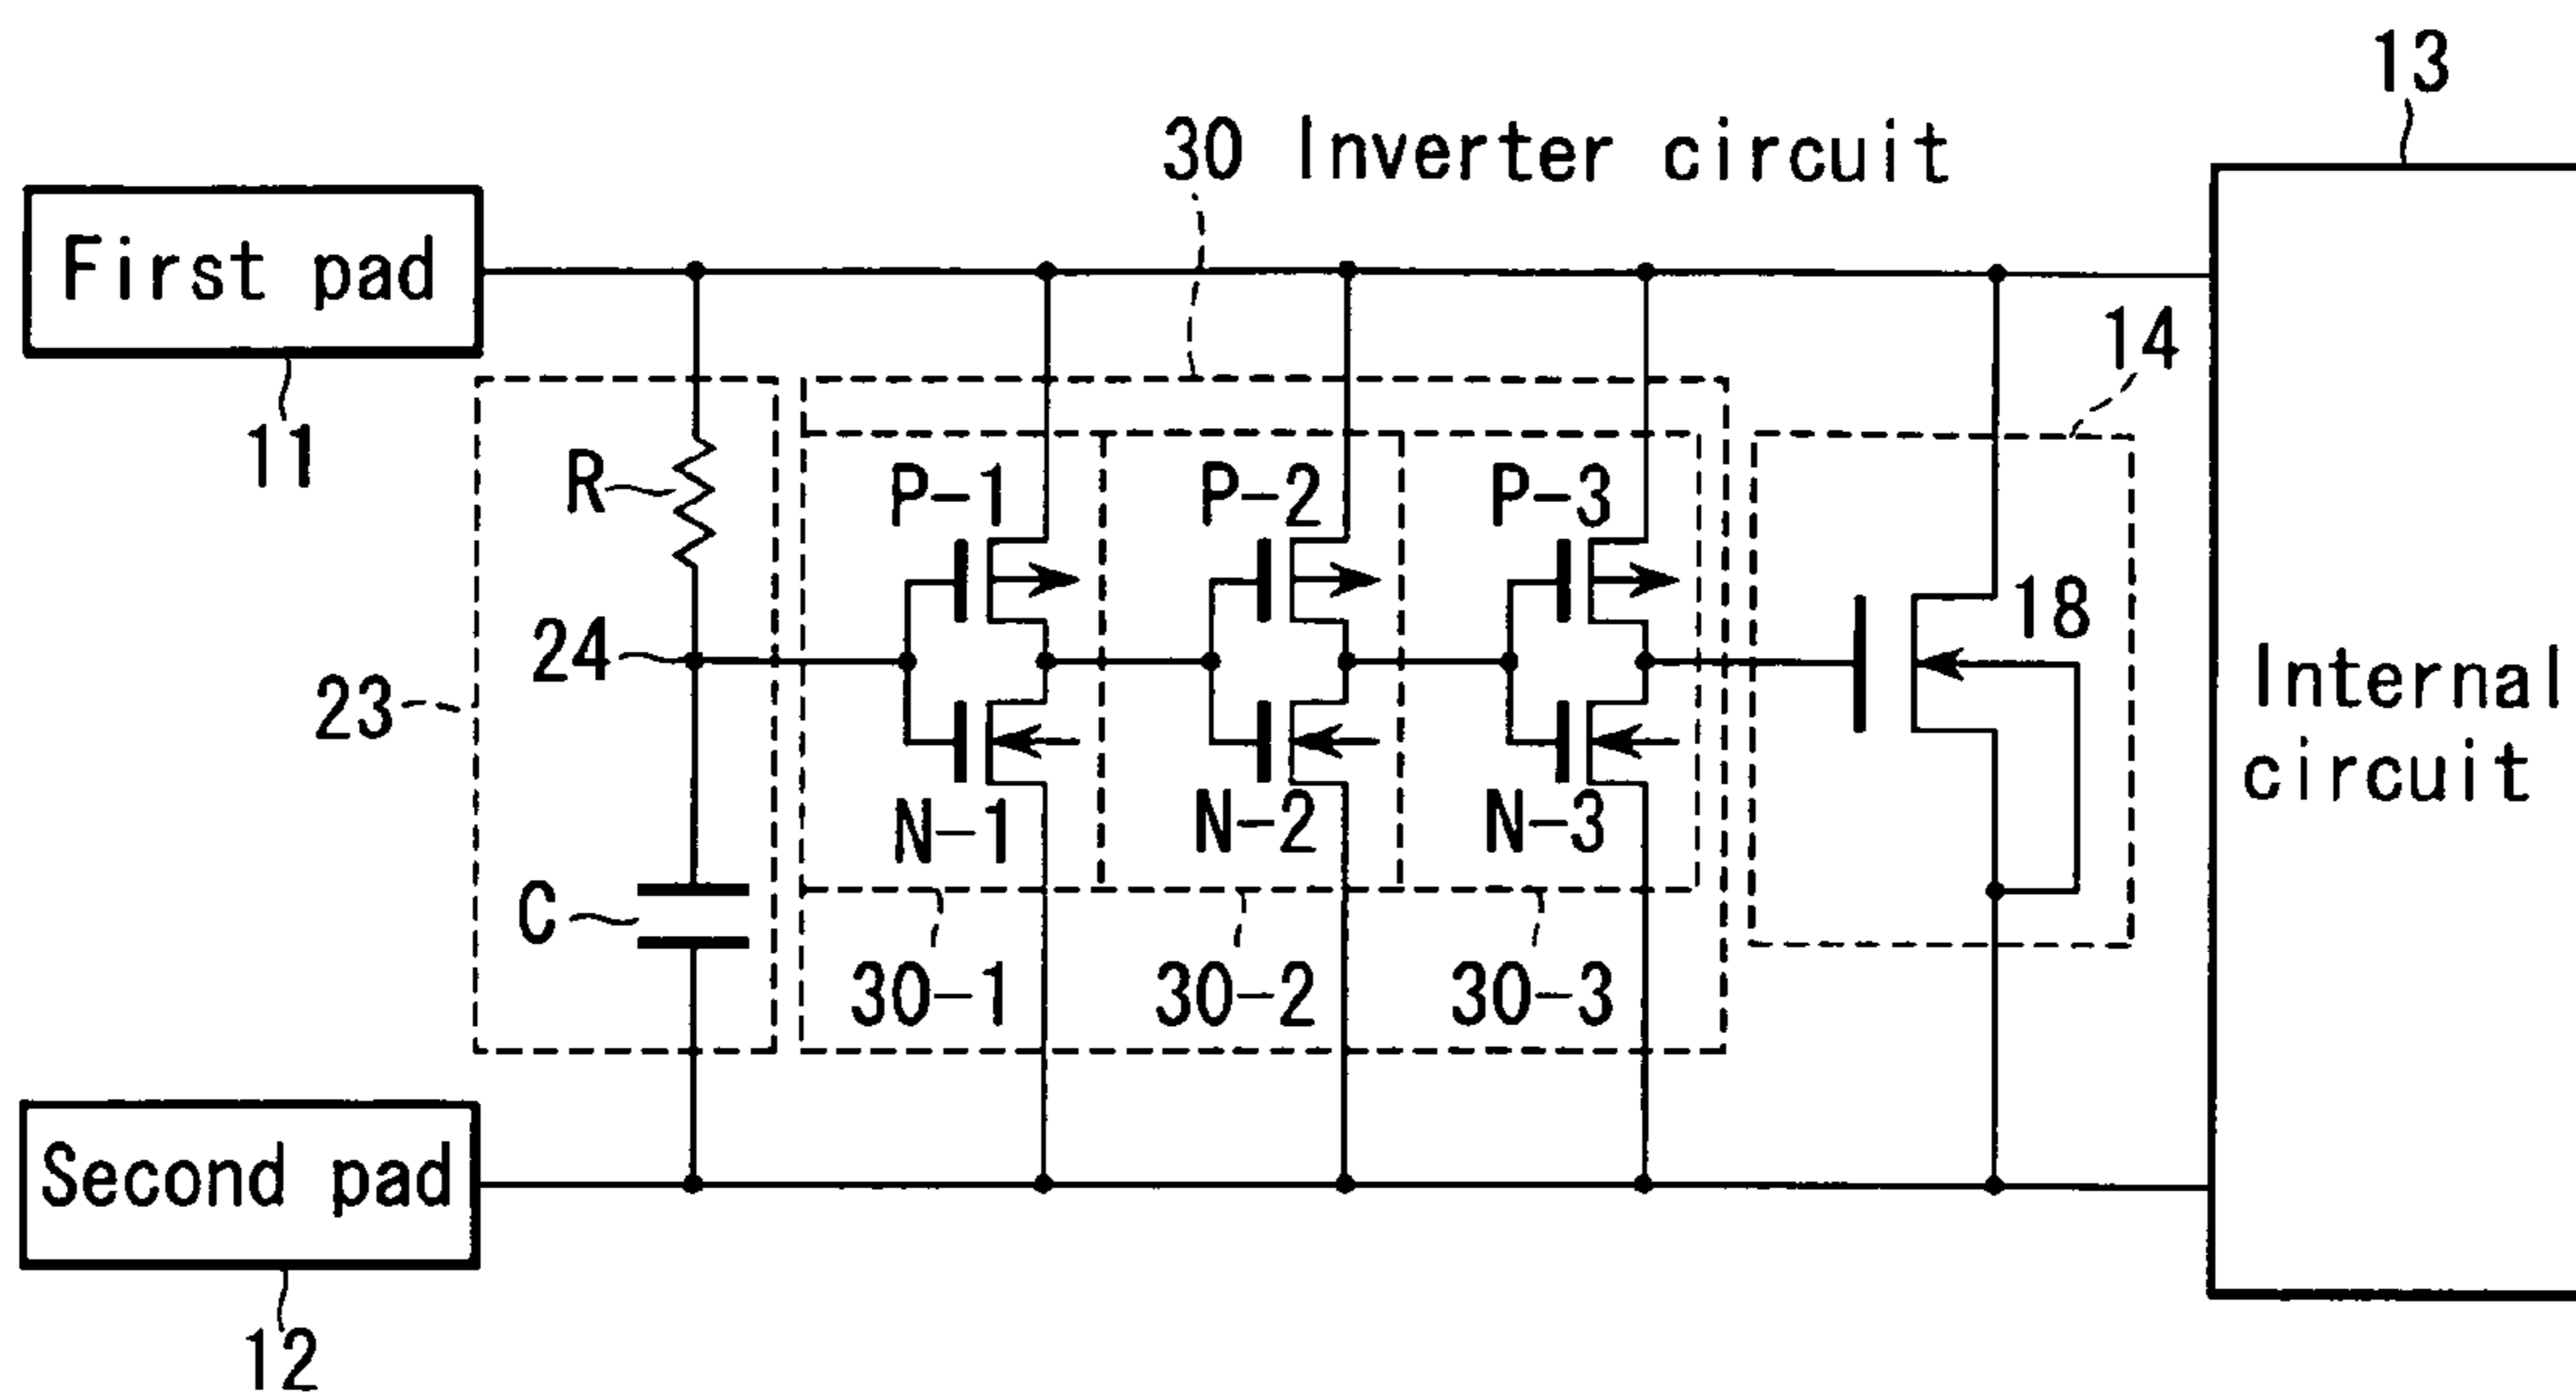 13
30 Inverter circuit
First pad
14
11
R
P-1
P-2
P-3
18
24
23
Internal
circuit
N-1
N-2
N-3
C
30-1
30-2
30-3
Second pad
12